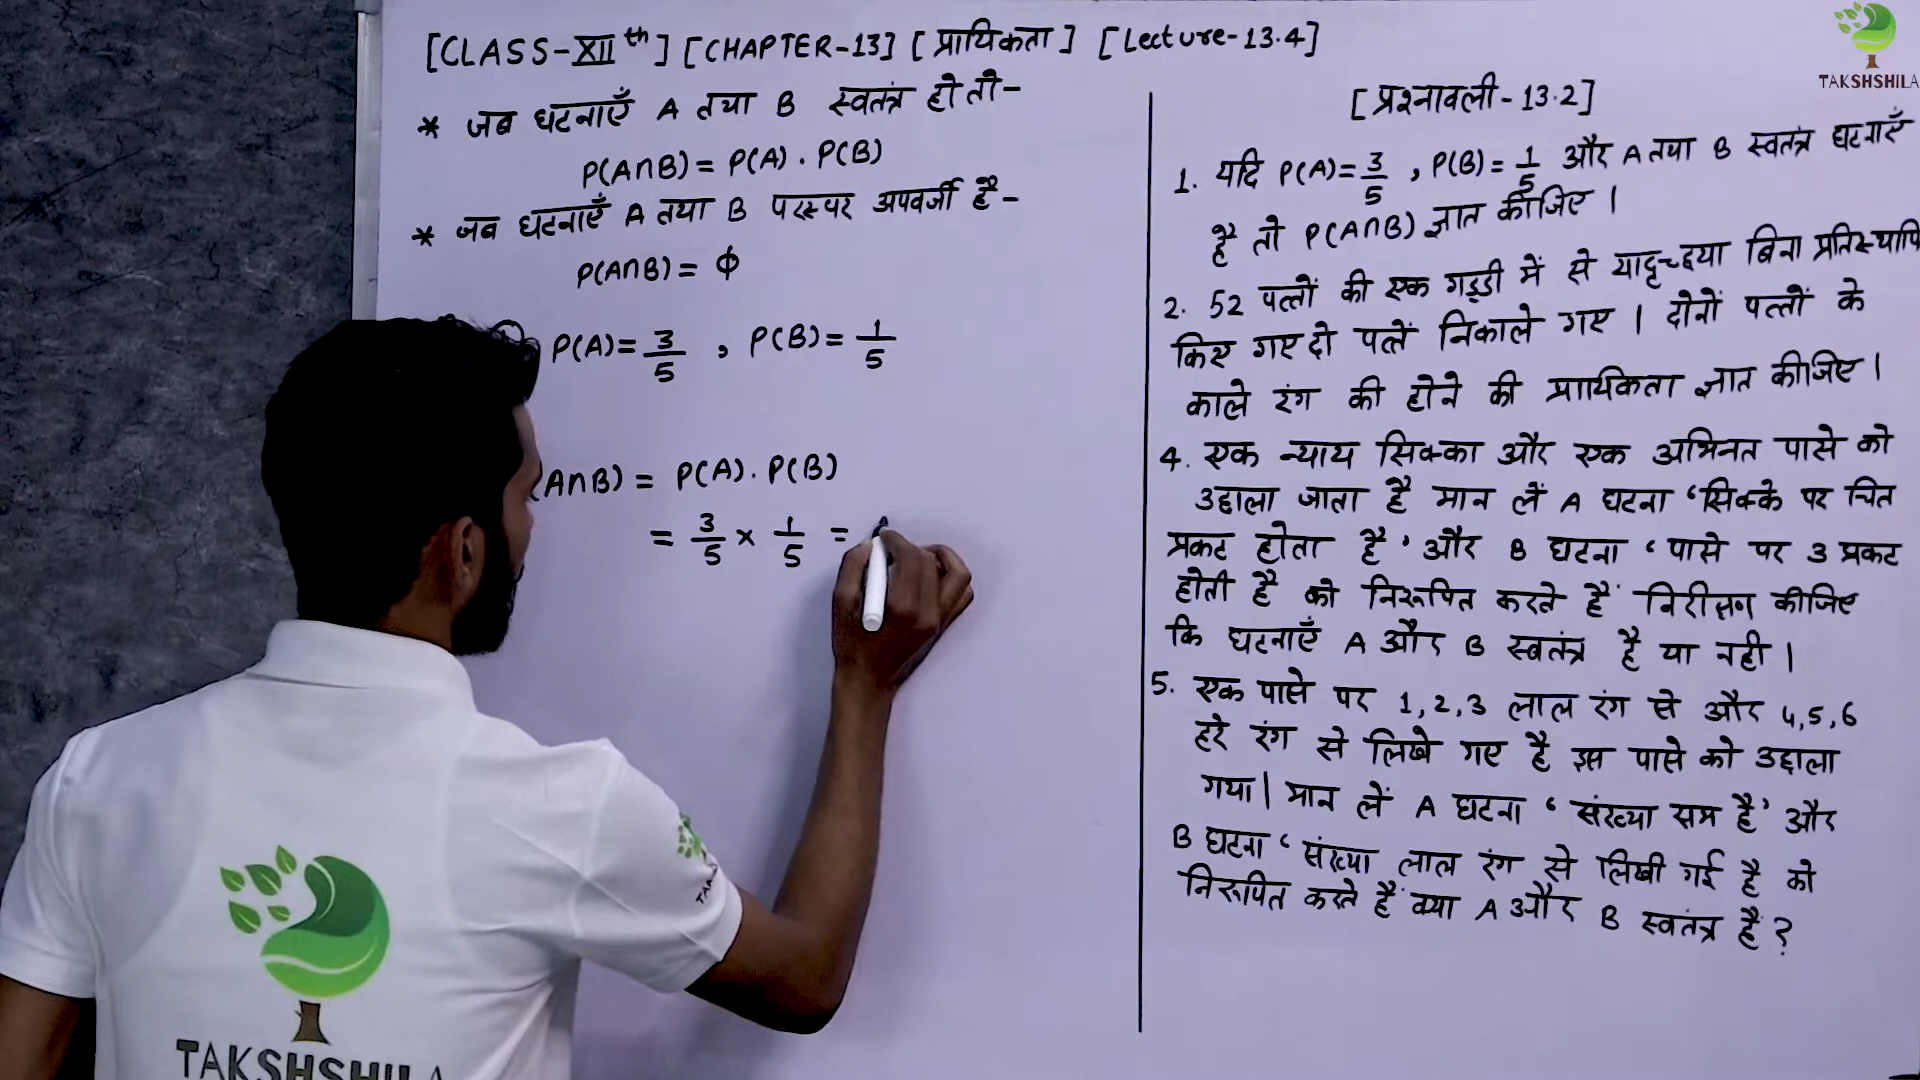 [CLASS-XIIth] [CHAPTER-13] [प्रायिकता] [Lecture-13.4]
* जब घटनाएँ A तथा B स्वतंत्र हो तो-
P(A∩B) = P(A) . P(B)
* जब घटनाएँ A तथा B परस्पर अपवर्जी है-
P(A∩B) = ϕ
P(A)= 3/5 , P(B)= 1/5
A∩B) = P(A). P(B)
= 3/5 × 1/5 =
[प्रश्नावली-13.2]
1. यदि P(A)= 3/5 , P(B)= 1/5 और A तथा B स्वतंत्र घटनाएँ
है तो P(A∩B) ज्ञात कीजिए।
2. 52 पत्तों की एक गड्डी में से यादृच्छया बिना प्रतिस्थापि
किए गए दो पत्ते निकाले गए। दोनों पत्तों के
काले रंग की होने की प्रायिकता ज्ञात कीजिए।
4. एक न्याय सिक्का और एक अभिनत पासे को
उछाला जाता है मान लें A घटना 'सिक्के पर चित
प्रकट होता है' और B घटना 'पासे पर 3 प्रकट
होती है को निरूपित करते हैं निरीक्षण कीजिए
कि घटनाएँ A और B स्वतंत्र है या नही।
5. एक पासे पर 1,2,3 लाल रंग से और 4,5,6
हरे रंग से लिखे गए है इस पासे को उछाला
गया। मान लें A घटना 'संख्या सम है' और
B घटना 'संख्या लाल रंग से लिखी गई है को
निरूपित करते हैं क्या A और B स्वतंत्र है?
TAKSHSHILA
TAKSHSHILA